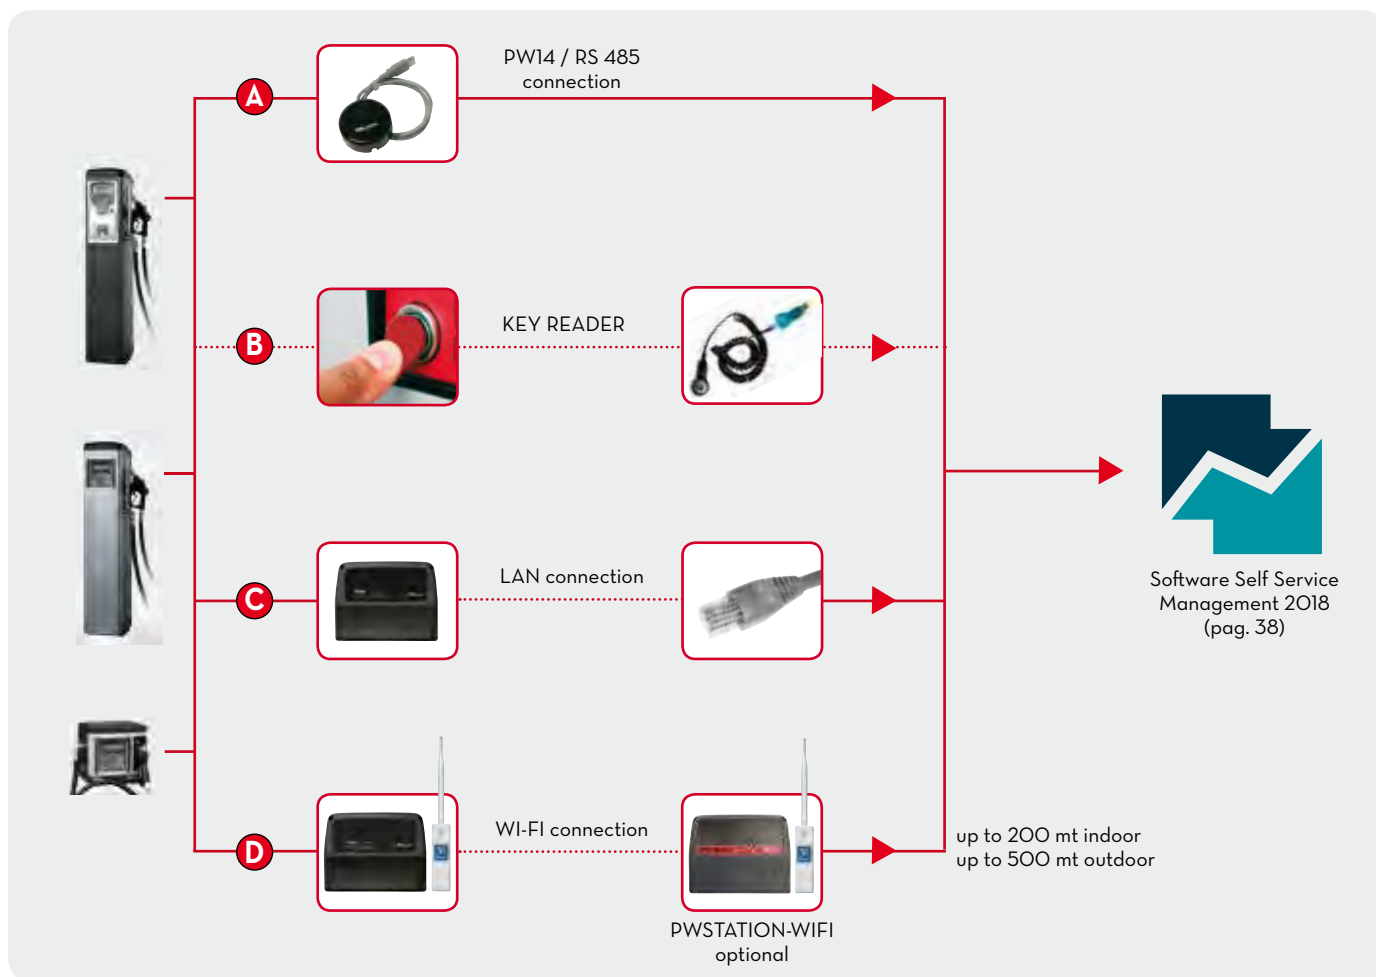 A
PW14 / RS 485
connection
B
KEY READER
C
LAN connection
D
WI-FI connection
PWSTATION-WIFI
optional
up to 200 mt indoor
up to 500 mt outdoor
Software Self Service
Management 2018
(pag. 38)